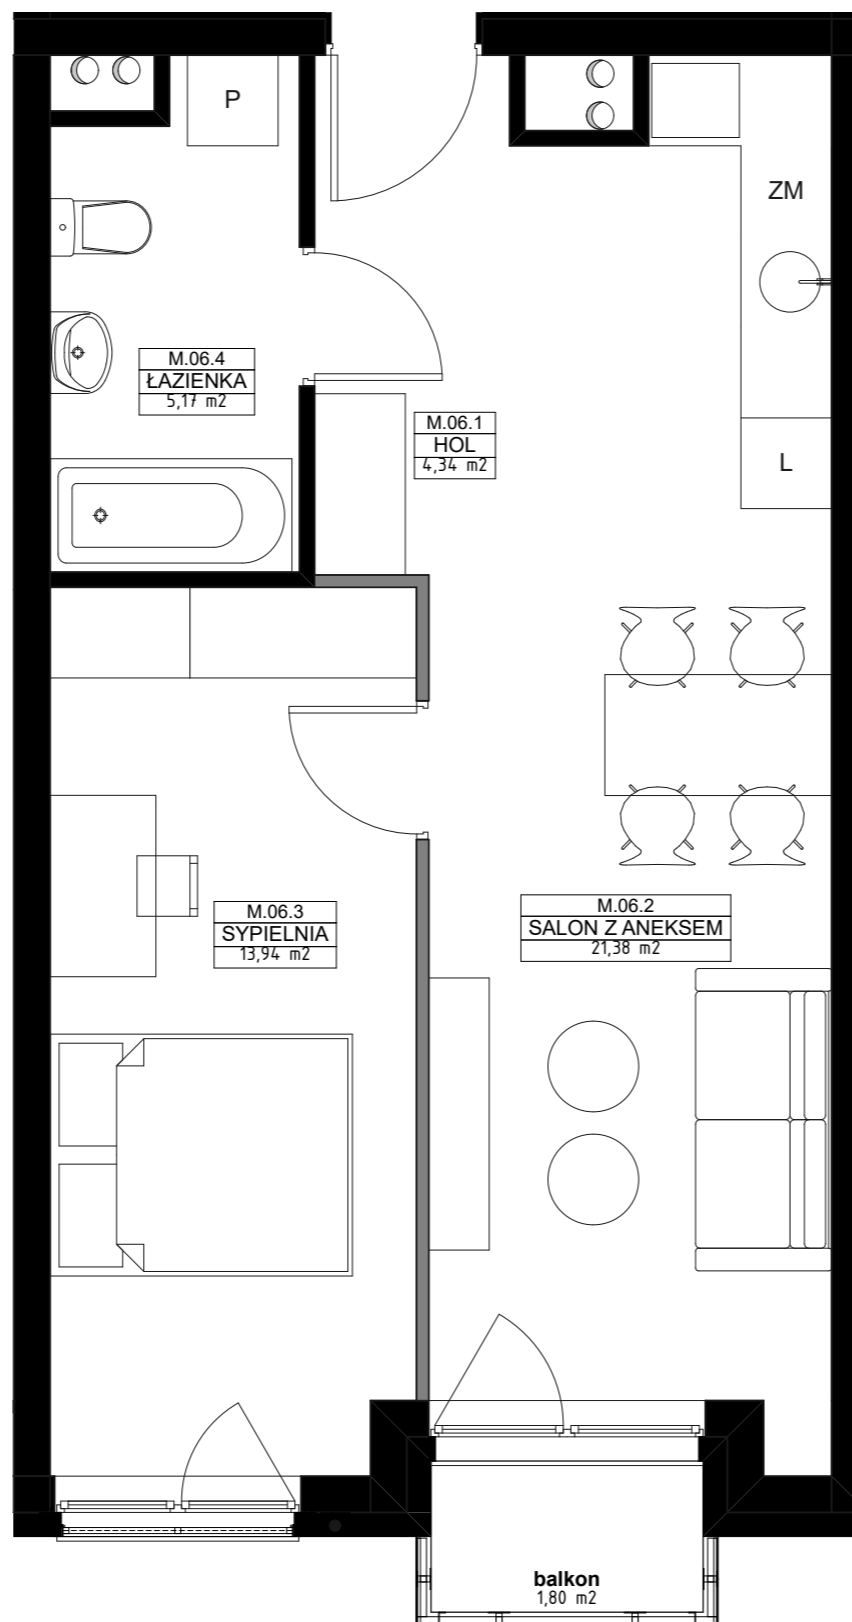 P
ZM
M.06.4
ŁAZIENKA
5,17 m2
M.06.1
HOL
4,34 m2
L
M.06.3
SYPIELNIA
13,94 m2
M.06.2
SALON Z ANEKSEM
21,38 m2
balkon
1,80 m2